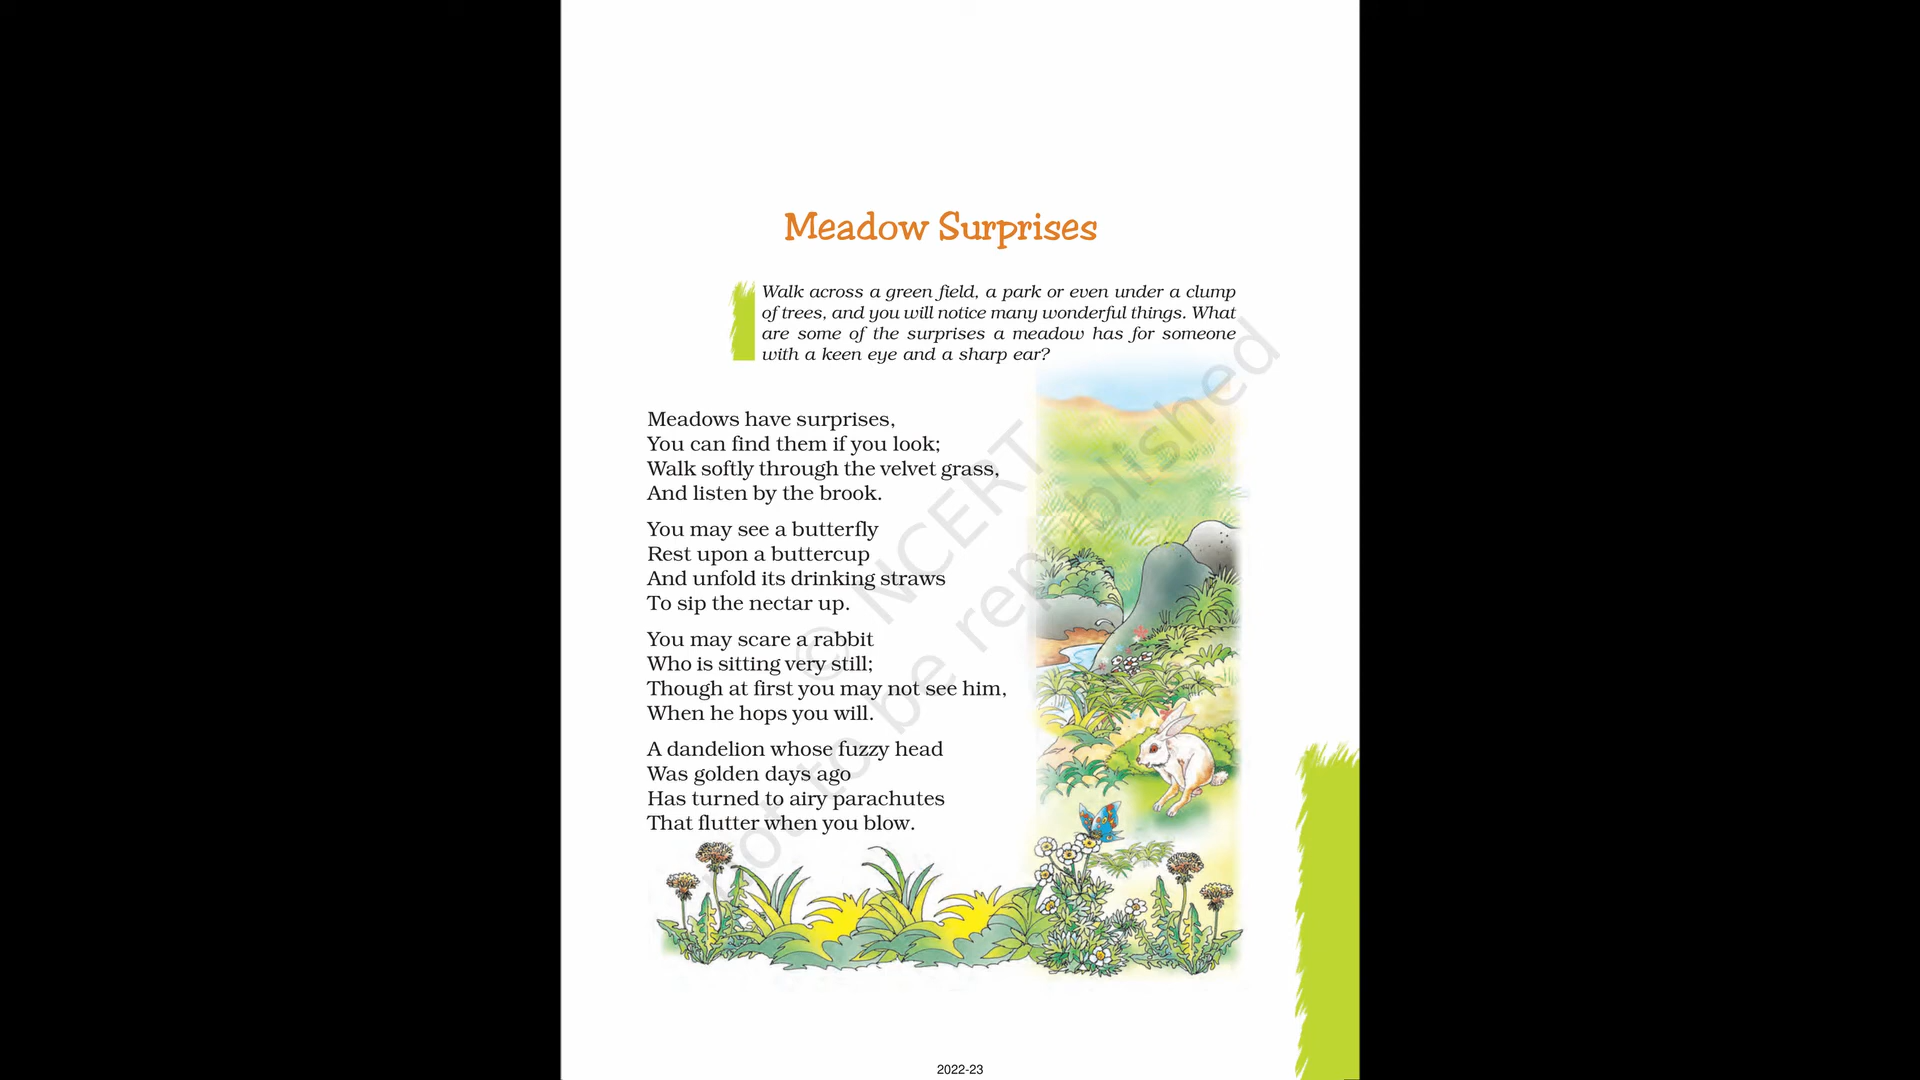 Meadow Surprises
Walk across a green field, a park or even under a clump
of trees, and you will notice many wonderful things. What
are some of the surprises a meadow has for someone
with a keen eye and a sharp ear?
Meadows have surprises,
You can find them if you look;
Walk softly through the velvet grass,
And listen by the brook.
You may see a butterfly
Rest upon a buttercup
And unfold its drinking straws
To sip the nectar up.
You may scare a rabbit
Who is sitting very still;
Though at first you may not see him,
When he hops you will.
A dandelion whose fuzzy head
Was golden days ago
Has turned to airy parachutes
That flutter when you blow.
© NCERT
not to be republished
2022-23